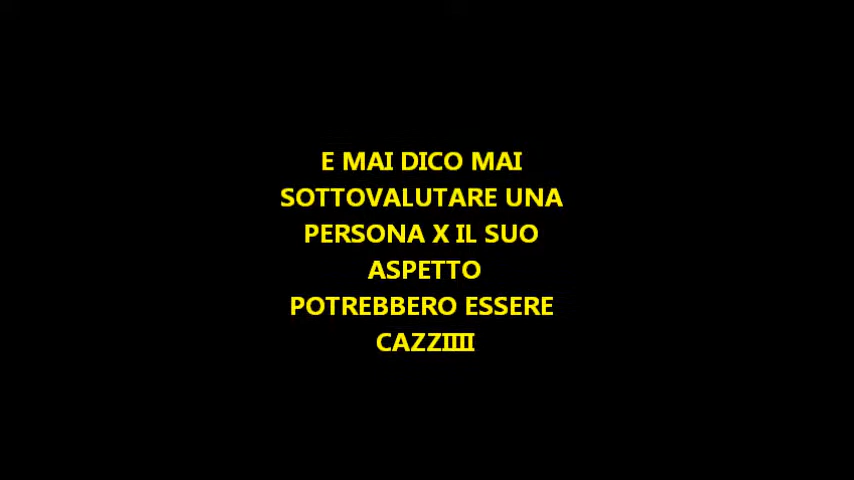 E MAI DICO MAI
SOTTOVALUTARE UNA
PERSONA X IL SUO
ASPETTO
POTREBBERO ESSERE
CAZZIIII